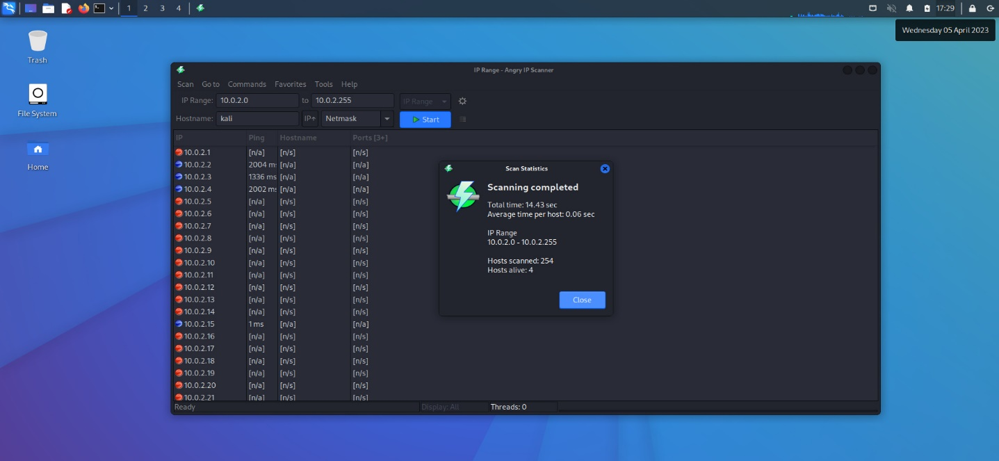 1 2 3 4
17:29
Wednesday 05 April 2023
Trash
File System
Home
IP Range - Angry IP Scanner
Scan Go to Commands Favorites Tools Help
IP Range: 10.0.2.0 to 10.0.2.255 IP Range
Hostname: kali IP↑ Netmask Start
IP Ping Hostname Ports [3+]
10.0.2.1 [n/a] [n/s] [n/s]
10.0.2.2 2004 ms [n/a] [n/a]
10.0.2.3 1336 ms [n/a] [n/a]
10.0.2.4 2002 ms [n/a] [n/a]
10.0.2.5 [n/a] [n/s] [n/s]
10.0.2.6 [n/a] [n/s] [n/s]
10.0.2.7 [n/a] [n/s] [n/s]
10.0.2.8 [n/a] [n/s] [n/s]
10.0.2.9 [n/a] [n/s] [n/s]
10.0.2.10 [n/a] [n/s] [n/s]
10.0.2.11 [n/a] [n/s] [n/s]
10.0.2.12 [n/a] [n/s] [n/s]
10.0.2.13 [n/a] [n/s] [n/s]
10.0.2.14 [n/a] [n/s] [n/s]
10.0.2.15 1 ms [n/a] [n/a]
10.0.2.16 [n/a] [n/s] [n/s]
10.0.2.17 [n/a] [n/s] [n/s]
10.0.2.18 [n/a] [n/s] [n/s]
10.0.2.19 [n/a] [n/s] [n/s]
10.0.2.20 [n/a] [n/s] [n/s]
10.0.2.21 [n/a] [n/s] [n/s]
Scan Statistics
Scanning completed
Total time: 14.43 sec
Average time per host: 0.06 sec
IP Range
10.0.2.0 - 10.0.2.255
Hosts scanned: 254
Hosts alive: 4
Close
Ready Display: All Threads: 0